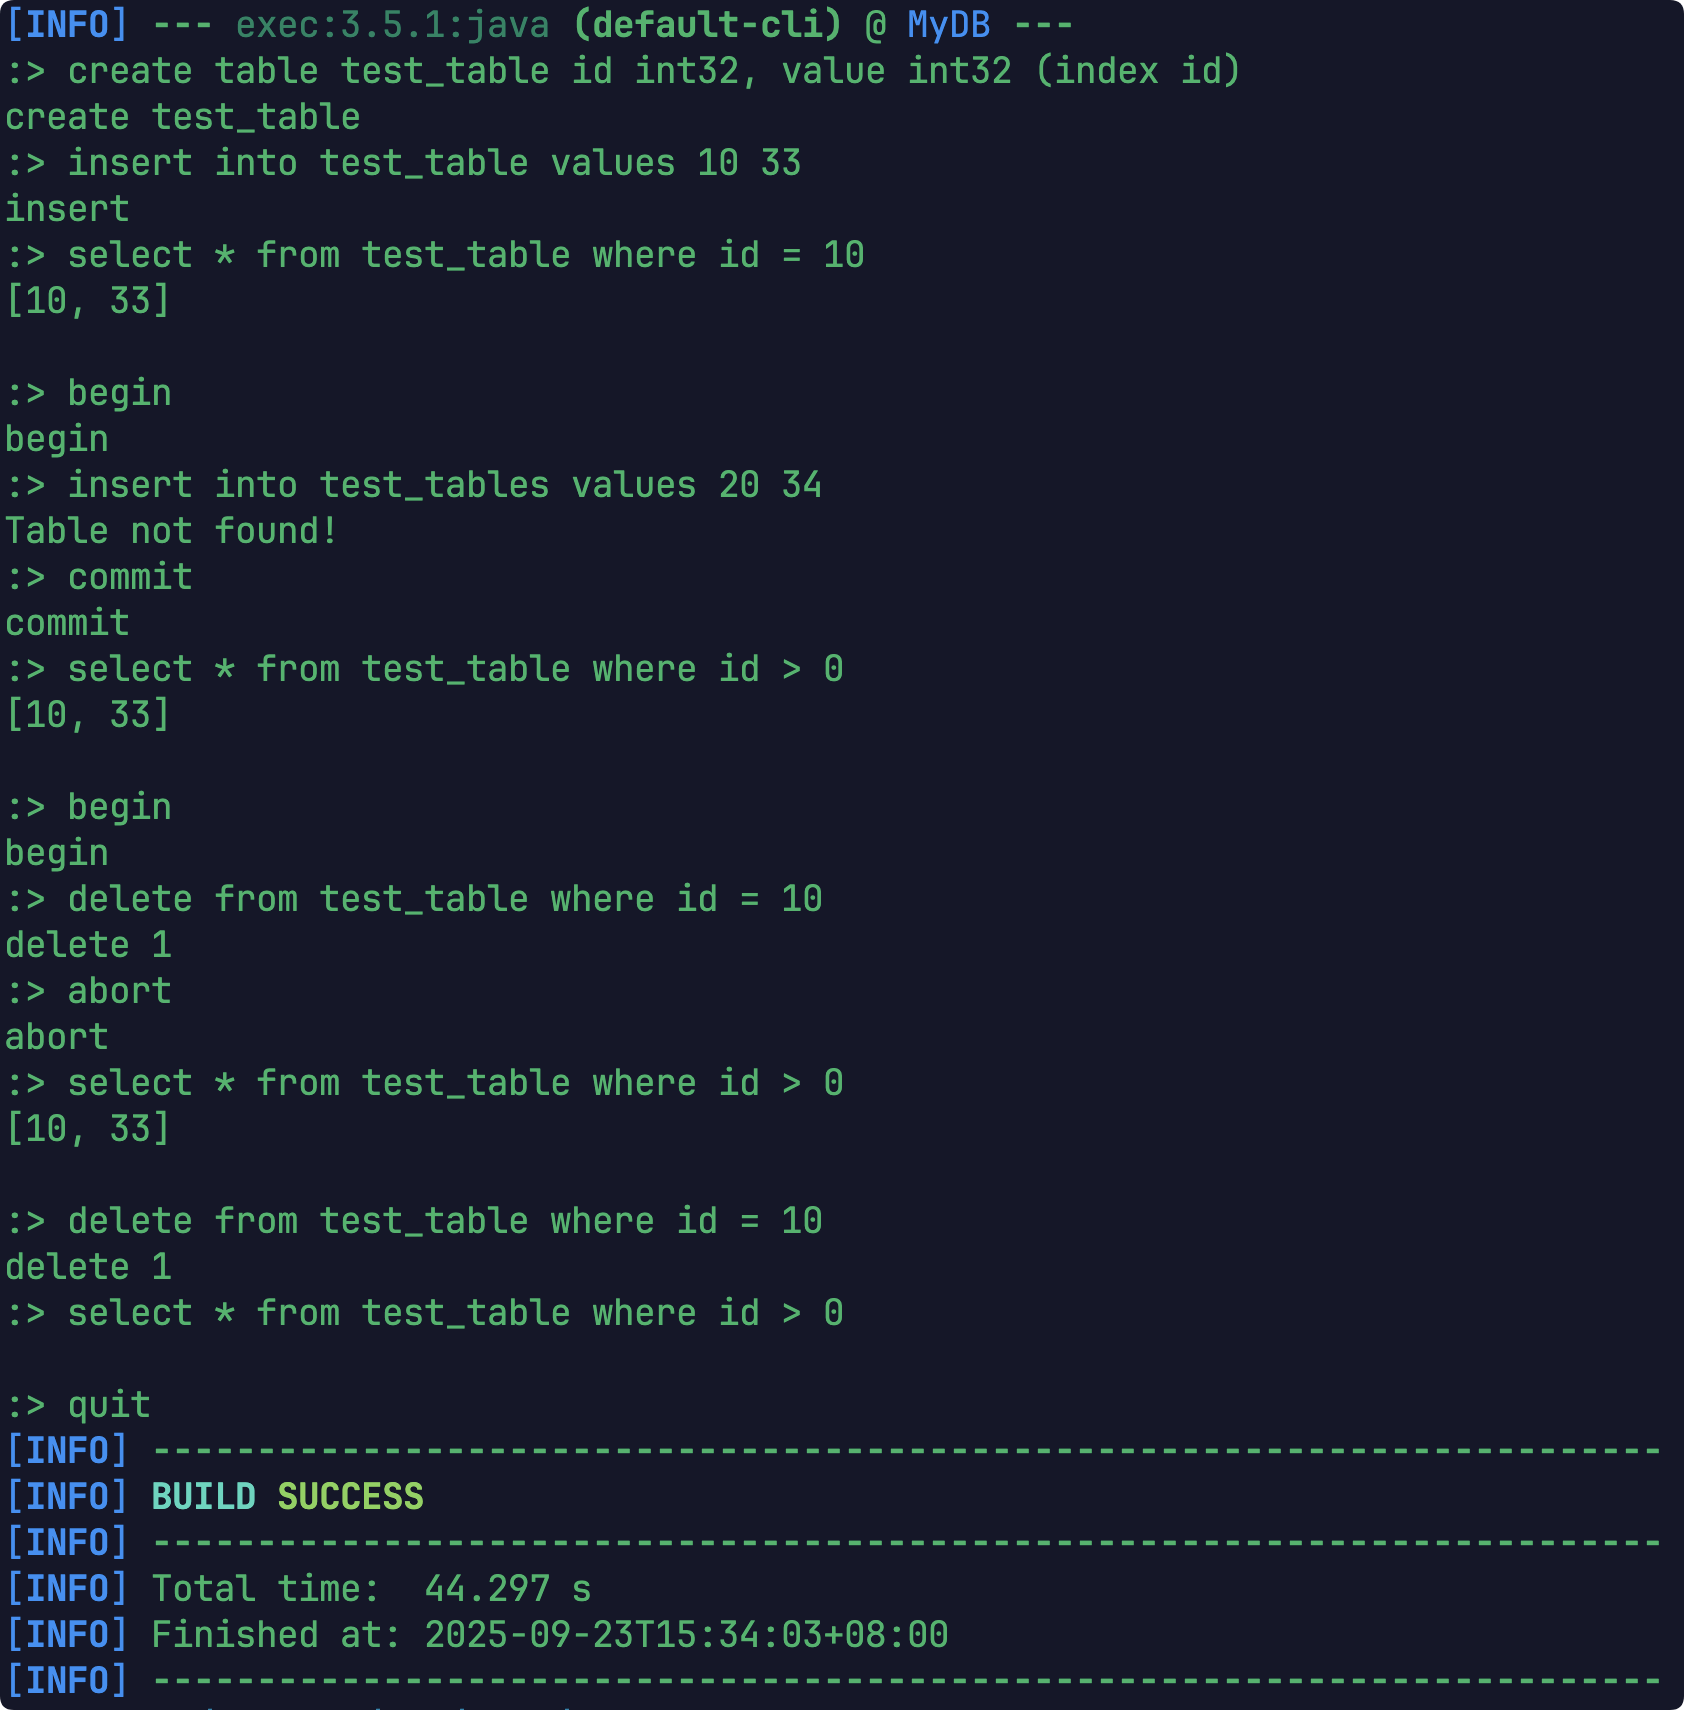 [INFO] --- exec:3.5.1:java (default-cli) @ MyDB ---
:> create table test_table id int32, value int32 (index id)
create test_table
:> insert into test_table values 10 33
insert
:> select * from test_table where id = 10
[10, 33]
:> begin
begin
:> insert into test_tables values 20 34
Table not found!
:> commit
commit
:> select * from test_table where id > 0
[10, 33]
:> begin
begin
:> delete from test_table where id = 10
delete 1
:> abort
abort
:> select * from test_table where id > 0
[10, 33]
:> delete from test_table where id = 10
delete 1
:> select * from test_table where id > 0
:> quit
[INFO] ------------------------------------------------------------------------
[INFO] BUILD SUCCESS
[INFO] ------------------------------------------------------------------------
[INFO] Total time:  44.297 s
[INFO] Finished at: 2025-09-23T15:34:03+08:00
[INFO] ------------------------------------------------------------------------